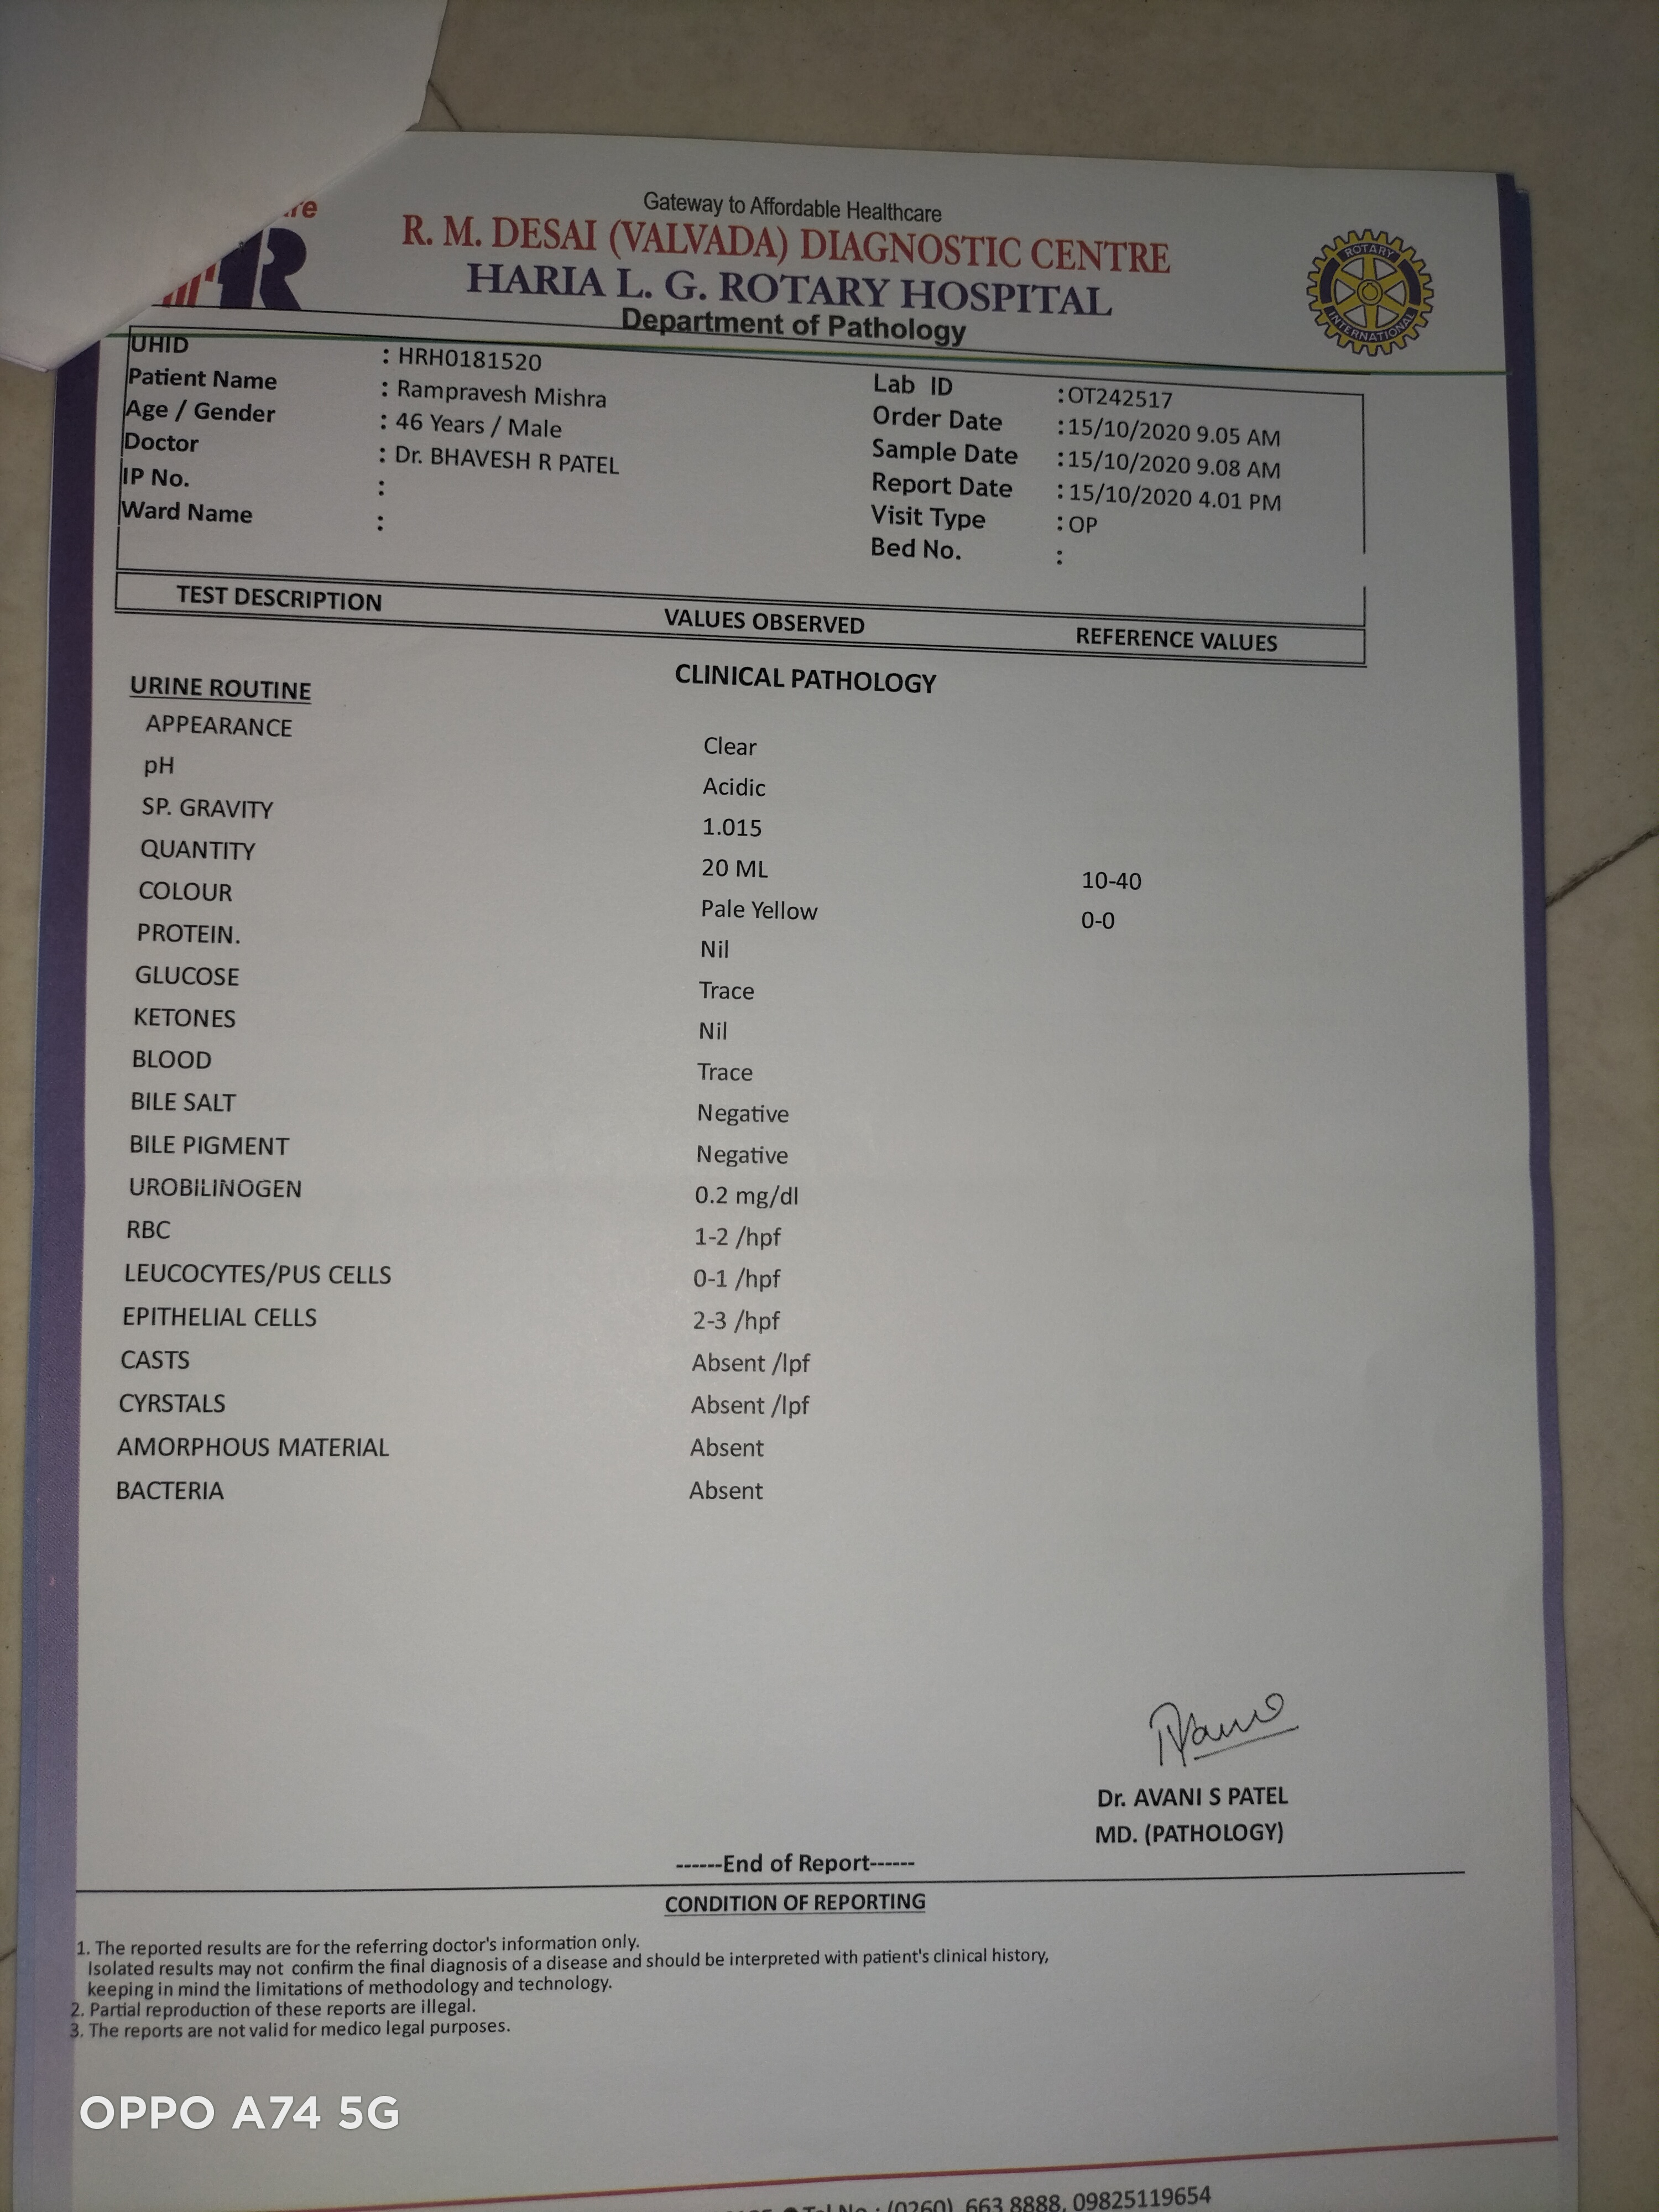 re
R
Gateway to Affordable Healthcare
R. M. DESAI (VALVADA) DIAGNOSTIC CENTRE
HARIA L. G. ROTARY HOSPITAL
Department of Pathology
ROTARY
INTERNATIONAL
UHID : HRH0181520
Patient Name : Rampravesh Mishra
Age / Gender : 46 Years / Male
Doctor : Dr. BHAVESH R PATEL
IP No. :
Ward Name :
Lab ID :OT242517
Order Date :15/10/2020 9.05 AM
Sample Date :15/10/2020 9.08 AM
Report Date :15/10/2020 4.01 PM
Visit Type :OP
Bed No. :
TEST DESCRIPTION VALUES OBSERVED REFERENCE VALUES
CLINICAL PATHOLOGY
URINE ROUTINE
APPEARANCE Clear
pH Acidic
SP. GRAVITY 1.015
QUANTITY 20 ML 10-40
COLOUR Pale Yellow 0-0
PROTEIN. Nil
GLUCOSE Trace
KETONES Nil
BLOOD Trace
BILE SALT Negative
BILE PIGMENT Negative
UROBILINOGEN 0.2 mg/dl
RBC 1-2 /hpf
LEUCOCYTES/PUS CELLS 0-1 /hpf
EPITHELIAL CELLS 2-3 /hpf
CASTS Absent /lpf
CYRSTALS Absent /lpf
AMORPHOUS MATERIAL Absent
BACTERIA Absent
Dr. AVANI S PATEL
MD. (PATHOLOGY)
------End of Report------
CONDITION OF REPORTING
1. The reported results are for the referring doctor's information only.
Isolated results may not confirm the final diagnosis of a disease and should be interpreted with patient's clinical history,
keeping in mind the limitations of methodology and technology.
2. Partial reproduction of these reports are illegal.
3. The reports are not valid for medico legal purposes.
OPPO A74 5G
Tel No.: (0260) 663 8888, 09825119654